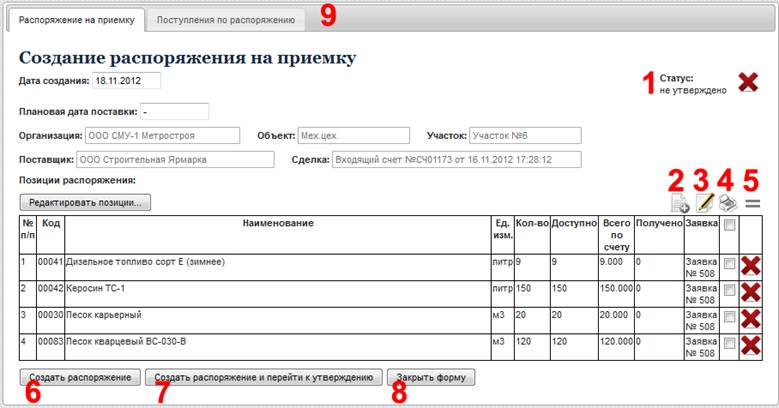 Распоряжение на приемку Поступления по распоряжению 9
Создание распоряжения на приемку
Дата создания: 18.11.2012 1 Статус:
не утверждено
Плановая дата поставки: -
Организация: ООО СМУ-1 Метростроя Объект: Мех.цех. Участок: Участок №6
Поставщик: ООО Строительная Ярмарка Сделка: Входящий счет №СЧ01173 от 16.11.2012 17:28:12
Позиции распоряжения:
2 3 4 5
Редактировать позиции...
№ п/п Код Наименование Ед. изм. Кол-во Доступно Всего по счету Получено Заявка
1 00041 Дизельное топливо сорт Е (зимнее) литр 9 9 9.000 0 Заявка № 508
2 00042 Керосин ТС-1 литр 150 150 150.000 0 Заявка № 508
3 00030 Песок карьерный м3 20 20 20.000 0 Заявка № 508
4 00083 Песок кварцевый ВС-030-В м3 120 120 120.000 0 Заявка № 508
Создать распоряжение Создать распоряжение и перейти к утверждению Закрыть форму
6 7 8